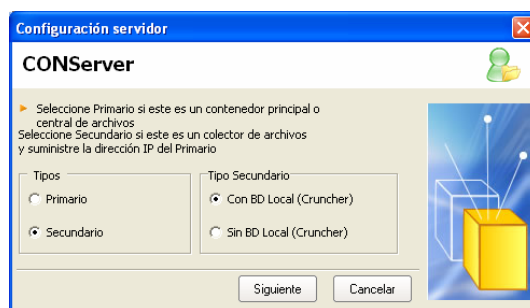 Configuración servidor
CONServer
Seleccione Primario si este es un contenedor principal o
central de archivos
Seleccione Secundario si este es un colector de archivos
y suministre la dirección IP del Primario
Tipos
Primario
Secundario
Tipo Secundario
Con BD Local (Cruncher)
Sin BD Local (Cruncher)
Siguiente
Cancelar